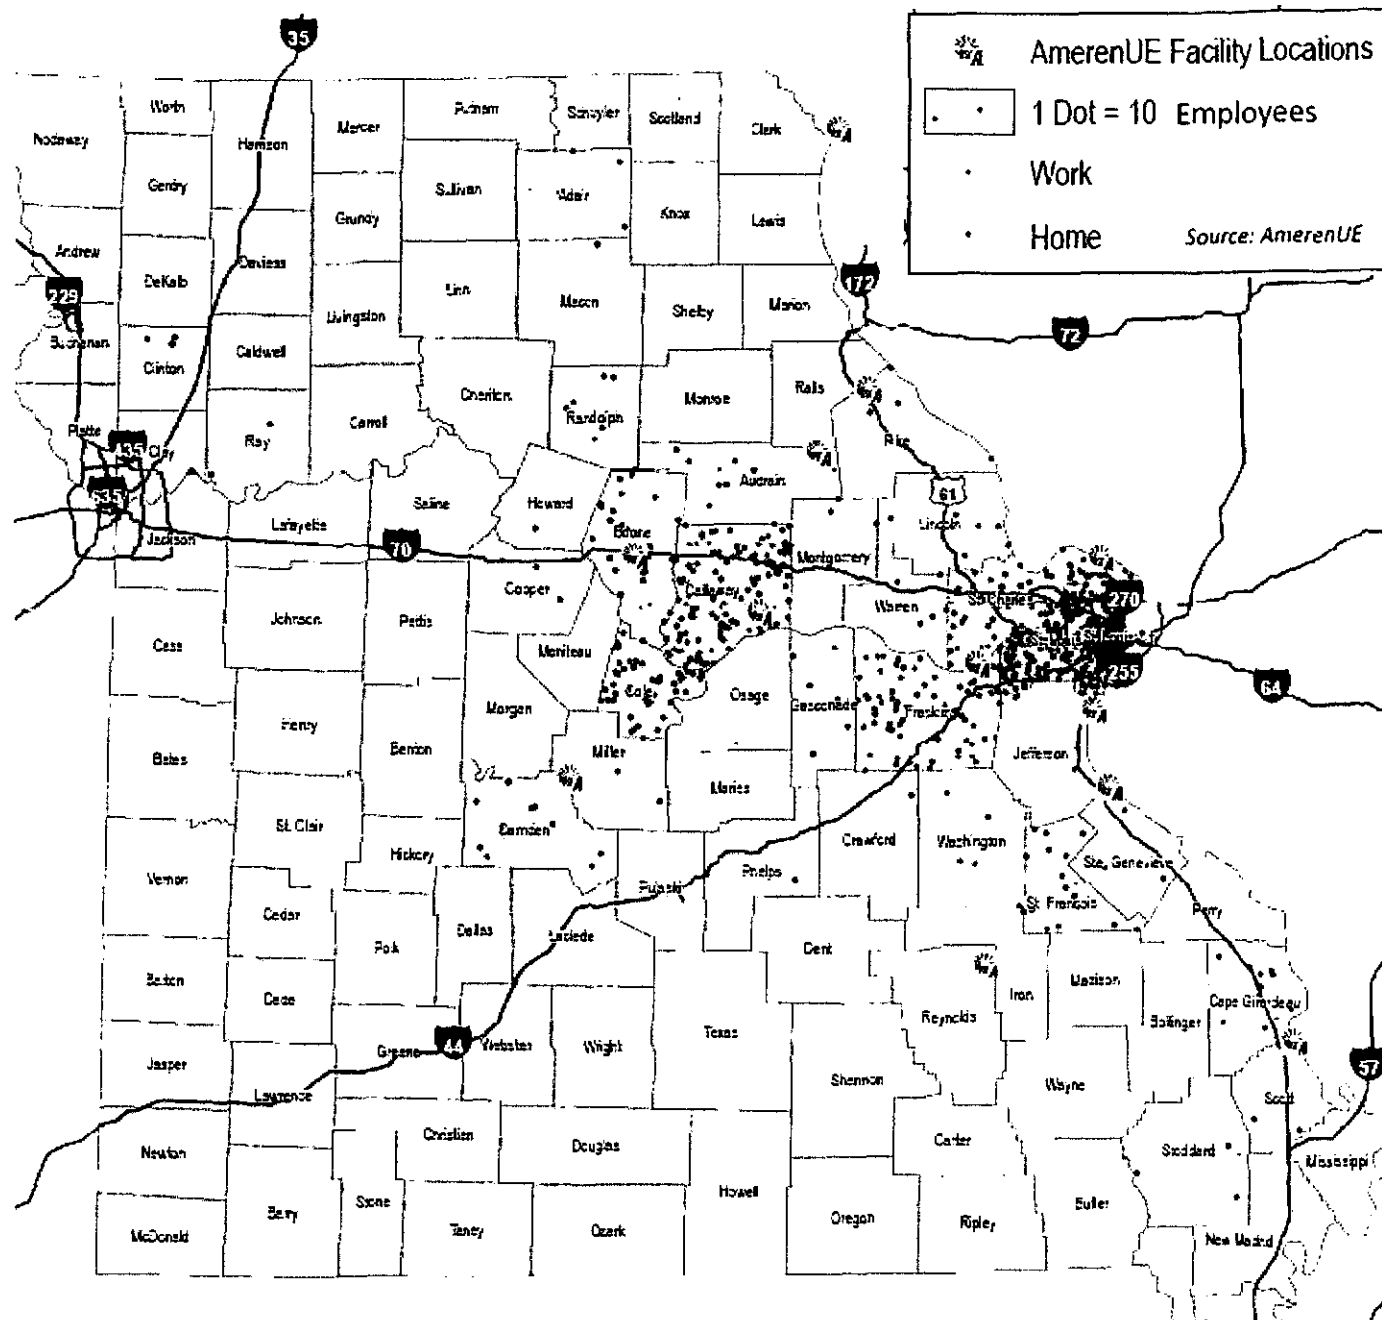 35
AmerenUE Facility Locations
1 Dot = 10 Employees
Work
Home Source: AmerenUE
Nodaway
Worth
Harrison
Mercer
Putnam
Schuyler
Scotland
Clark
Gentry
Sullivan
Adair
Knox
Lewis
Grundy
Andrew
DeKalb
Daviess
Linn
Macon
Shelby
Marion
172
229
Livingston
72
Buchanan
Clinton
Caldwell
Chariton
Monroe
Ralls
Randolph
Platte
Clay
Ray
Carroll
Pike
435
Audrain
635
Saline
Howard
61
Lincoln
Lafayette
Jackson
70
Boone
Montgomery
Cooper
Callaway
Warren
St. Charles
270
Johnson
Pettis
Cass
Moniteau
St. Louis
255
64
Cole
Osage
Gasconade
Franklin
Morgan
Henry
Benton
Miller
Jefferson
Bates
Maries
St. Clair
Camden
Crawford
Washington
Hickory
Ste. Genevieve
Vernon
Pulaski
Phelps
St. Francois
Cedar
Perry
Polk
Dallas
Laclede
Dent
Barton
Dade
Iron
Madison
Cape Girardeau
Reynolds
Bollinger
Texas
Greene
44
Webster
Wright
Jasper
Shannon
Wayne
57
Lawrence
Scott
Christian
Douglas
Carter
Stoddard
Newton
Mississippi
Howell
Barry
Stone
Taney
Ozark
Oregon
Ripley
Butler
McDonald
New Madrid